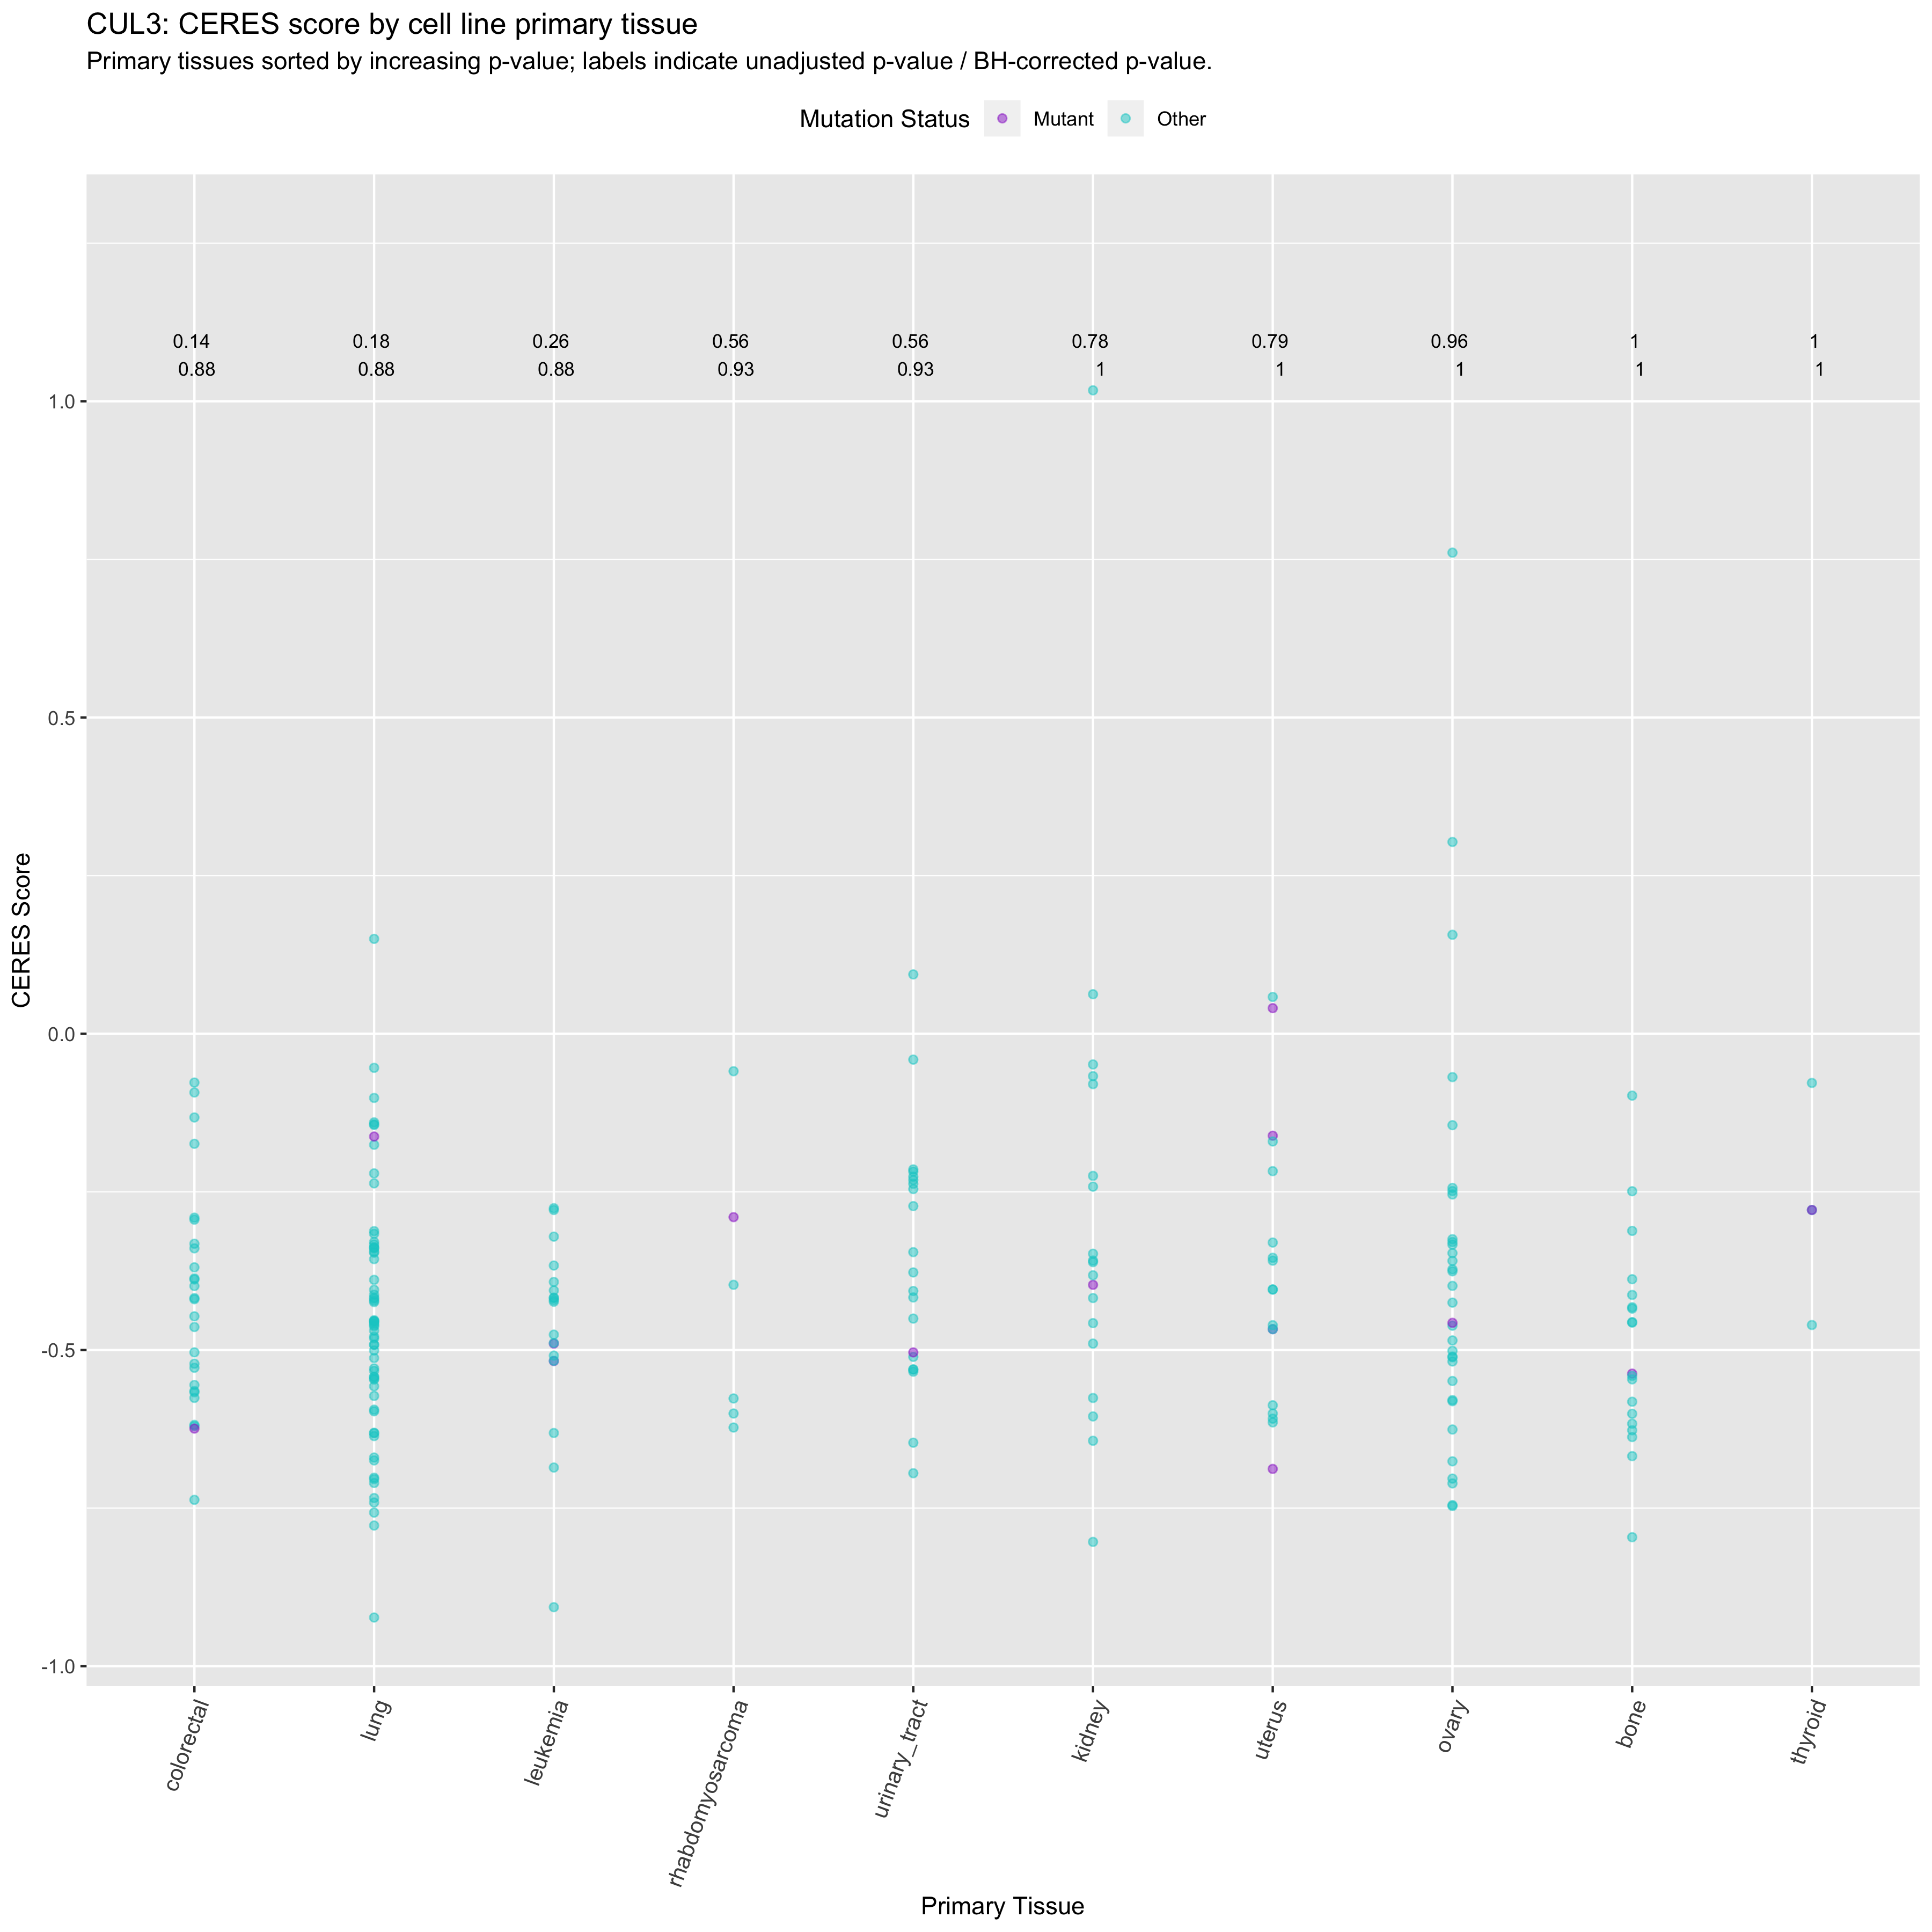 CUL3: CERES score by cell line primary tissue
Primary tissues sorted by increasing p-value; labels indicate unadjusted p-value / BH-corrected p-value.
Mutation Status Mutant Other
0.14 0.18 0.26 0.56 0.56 0.78 0.79 0.96 1 1
0.88 0.88 0.88 0.93 0.93 1 1 1 1 1
1.0
0.5
0.0
-0.5
-1.0
CERES Score
colorectal lung leukemia rhabdomyosarcoma urinary_tract kidney uterus ovary bone thyroid
Primary Tissue